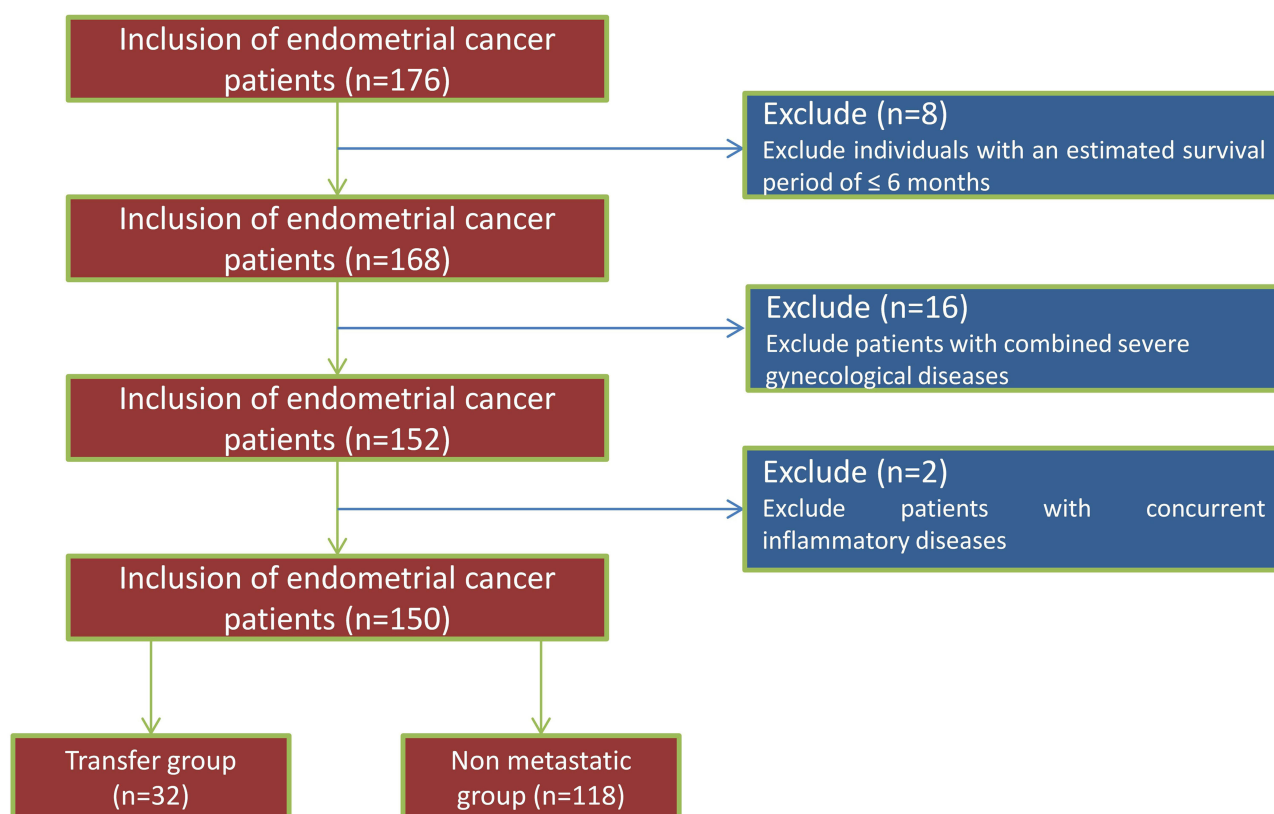 Inclusion of endometrial cancer
patients (n=176)
Exclude (n=8)
Exclude individuals with an estimated survival
period of ≤ 6 months
Inclusion of endometrial cancer
patients (n=168)
Exclude (n=16)
Exclude patients with combined severe
gynecological diseases
Inclusion of endometrial cancer
patients (n=152)
Exclude (n=2)
Exclude patients with concurrent
inflammatory diseases
Inclusion of endometrial cancer
patients (n=150)
Transfer group
(n=32)
Non metastatic
group (n=118)